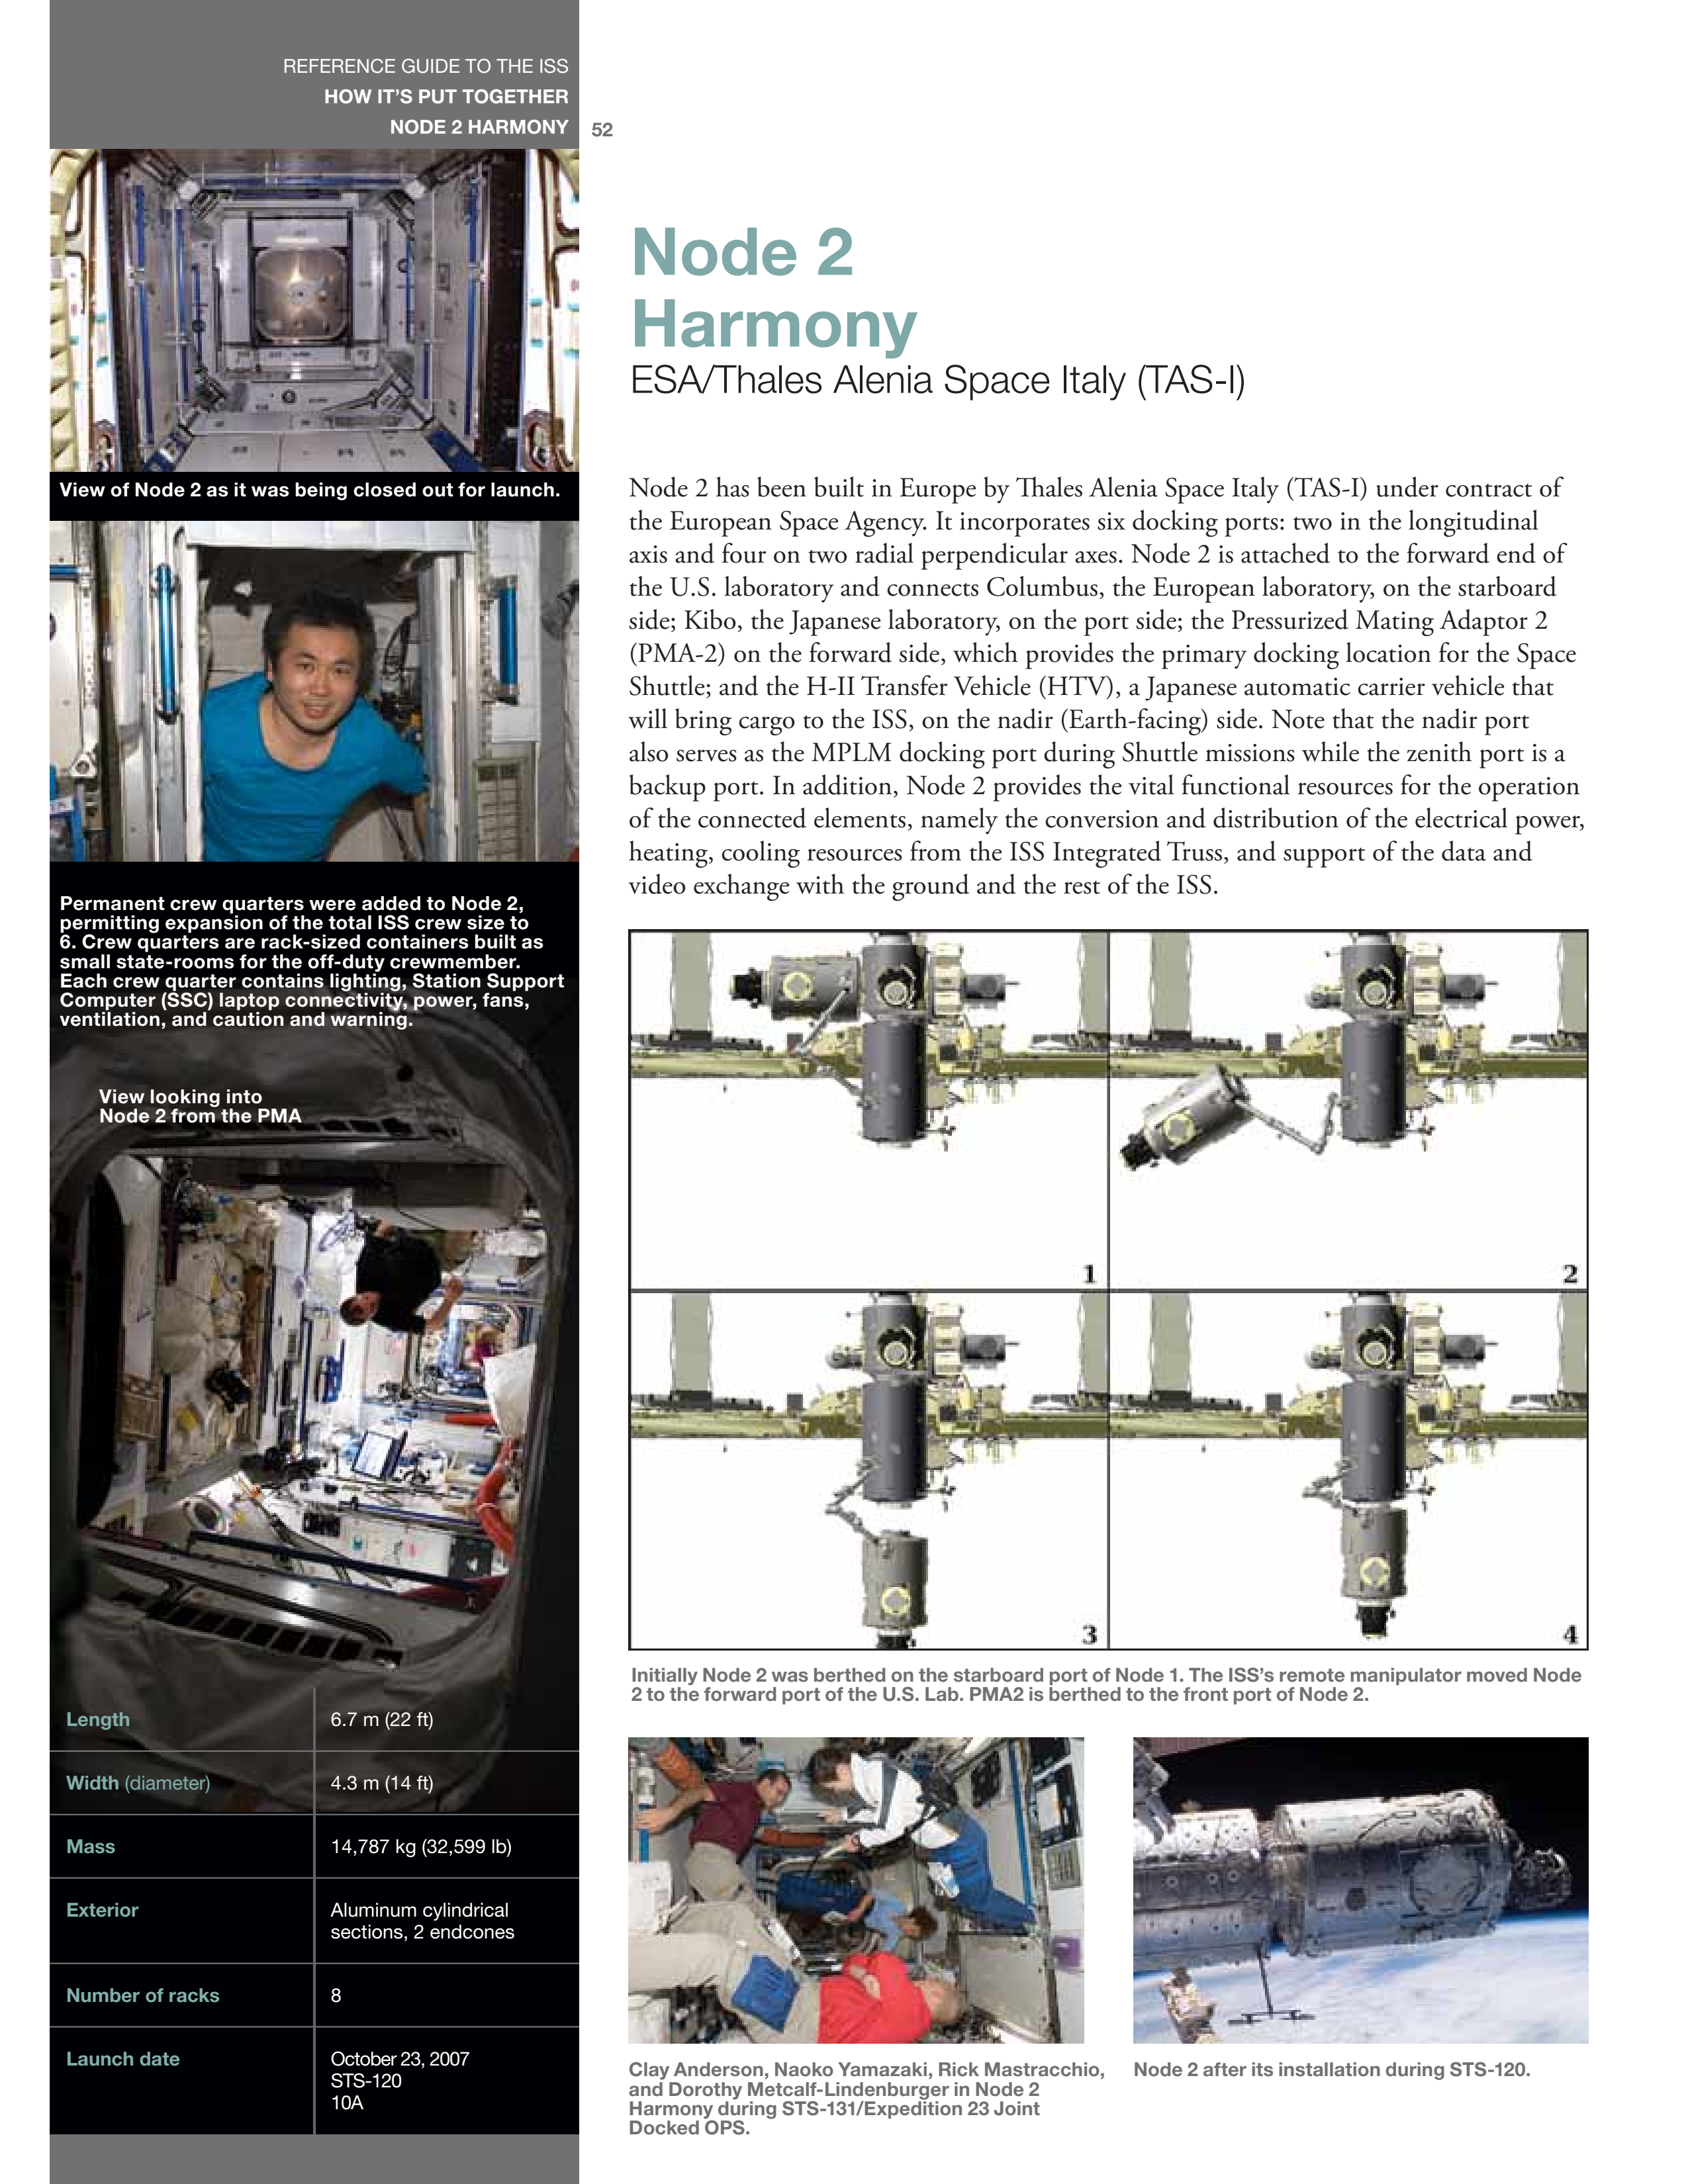 REFERENCE GUIDE TO THE ISS
HOW IT’S PUT TOGETHER
NODE 2 HARMONY
52
View of Node 2 as it was being closed out for launch.
Permanent crew quarters were added to Node 2,
permitting expansion of the total ISS crew size to
6. Crew quarters are rack-sized containers built as
small state-rooms for the off-duty crewmember.
Each crew quarter contains lighting, Station Support
Computer (SSC) laptop connectivity, power, fans,
ventilation, and caution and warning.
View looking into
Node 2 from the PMA
Length 6.7 m (22 ft)
Width (diameter) 4.3 m (14 ft)
Mass 14,787 kg (32,599 lb)
Exterior Aluminum cylindrical
sections, 2 endcones
Number of racks 8
Launch date October 23, 2007
STS-120
10A
Node 2
Harmony
ESA/Thales Alenia Space Italy (TAS-I)
Node 2 has been built in Europe by Thales Alenia Space Italy (TAS-I) under contract of
the European Space Agency. It incorporates six docking ports: two in the longitudinal
axis and four on two radial perpendicular axes. Node 2 is attached to the forward end of
the U.S. laboratory and connects Columbus, the European laboratory, on the starboard
side; Kibo, the Japanese laboratory, on the port side; the Pressurized Mating Adaptor 2
(PMA-2) on the forward side, which provides the primary docking location for the Space
Shuttle; and the H-II Transfer Vehicle (HTV), a Japanese automatic carrier vehicle that
will bring cargo to the ISS, on the nadir (Earth-facing) side. Note that the nadir port
also serves as the MPLM docking port during Shuttle missions while the zenith port is a
backup port. In addition, Node 2 provides the vital functional resources for the operation
of the connected elements, namely the conversion and distribution of the electrical power,
heating, cooling resources from the ISS Integrated Truss, and support of the data and
video exchange with the ground and the rest of the ISS.
1
2
3
4
Initially Node 2 was berthed on the starboard port of Node 1. The ISS’s remote manipulator moved Node
2 to the forward port of the U.S. Lab. PMA2 is berthed to the front port of Node 2.
Clay Anderson, Naoko Yamazaki, Rick Mastracchio,
and Dorothy Metcalf-Lindenburger in Node 2
Harmony during STS-131/Expedition 23 Joint
Docked OPS.
Node 2 after its installation during STS-120.